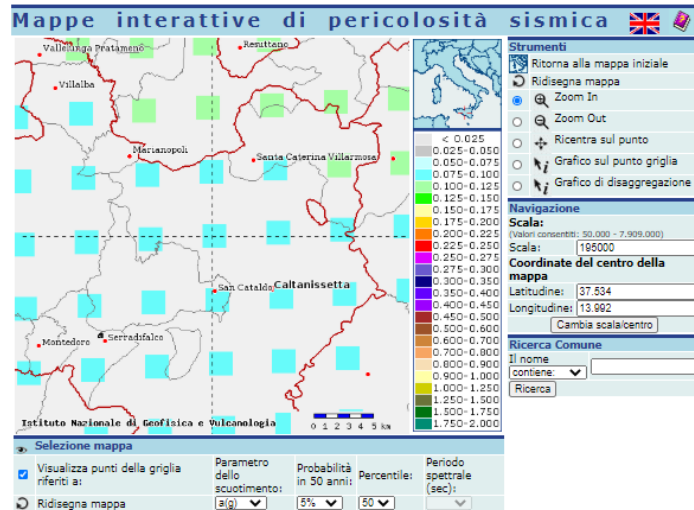 Mappe interattive di pericolosità sismica
Vallelunga Pratameno
Resuttano
Villalba
Marianopoli
Santa Caterina Villarmosa
San Cataldo
Caltanissetta
Montedoro
Serradifalco
Istituto Nazionale di Geofisica e Vulcanologia
0 1 2 3 4 5 km
< 0.025
0.025-0.050
0.050-0.075
0.075-0.100
0.100-0.125
0.125-0.150
0.150-0.175
0.175-0.200
0.200-0.225
0.225-0.250
0.250-0.275
0.275-0.300
0.300-0.350
0.350-0.400
0.400-0.450
0.450-0.500
0.500-0.600
0.600-0.700
0.700-0.800
0.800-0.900
0.900-1.000
1.000-1.250
1.250-1.500
1.500-1.750
1.750-2.000
Strumenti
Ritorna alla mappa iniziale
Ridisegna mappa
Zoom In
Zoom Out
Ricentra sul punto
Grafico sul punto griglia
Grafico di disaggregazione
Navigazione
Scala:
(Valori consentiti: 50.000 - 7.909.000)
Scala: 195000
Coordinate del centro della
mappa
Latitudine: 37.534
Longitudine: 13.992
Cambia scala/centro
Ricerca Comune
Il nome
contiene:
Ricerca
Selezione mappa
Visualizza punti della griglia
riferiti a:
Parametro
dello
scuotimento:
Probabilità
in 50 anni:
Percentile:
Periodo
spettrale
(sec):
Ridisegna mappa
a(g)
5%
50